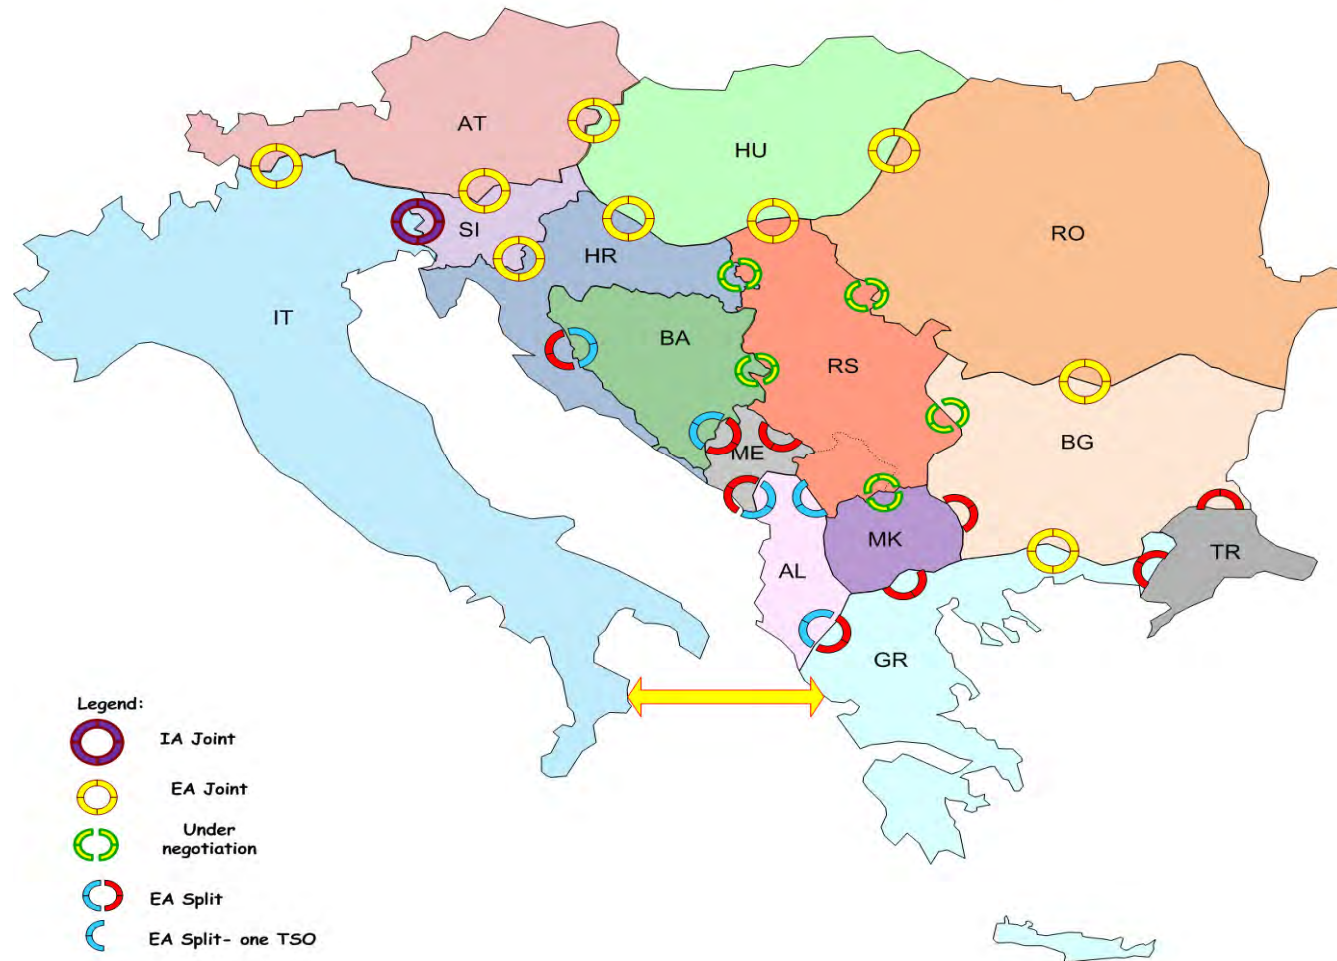 AT
HU
SI
RO
HR
IT
BA
RS
BG
ME
MK
TR
AL
GR
Legend:
IA Joint
EA Joint
Under
negotiation
EA Split
EA Split- one TSO